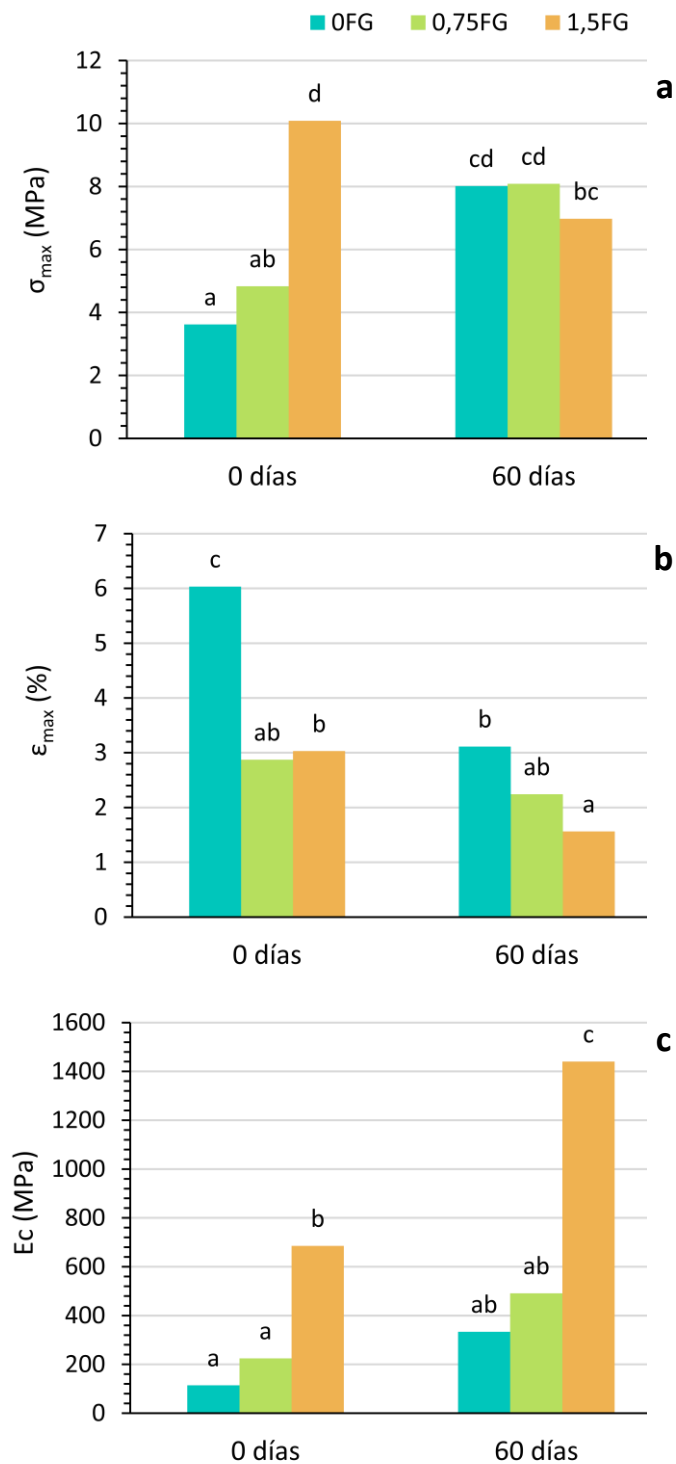 0FG 0,75FG 1,5FG
a
12
10
8
6
4
2
0
σmax (MPa)
a
ab
d
cd
cd
bc
0 días
60 días
b
7
6
5
4
3
2
1
0
εmax (%)
c
ab
b
b
ab
a
0 días
60 días
c
1600
1400
1200
1000
800
600
400
200
0
Ec (MPa)
a
a
b
ab
ab
c
0 días
60 días